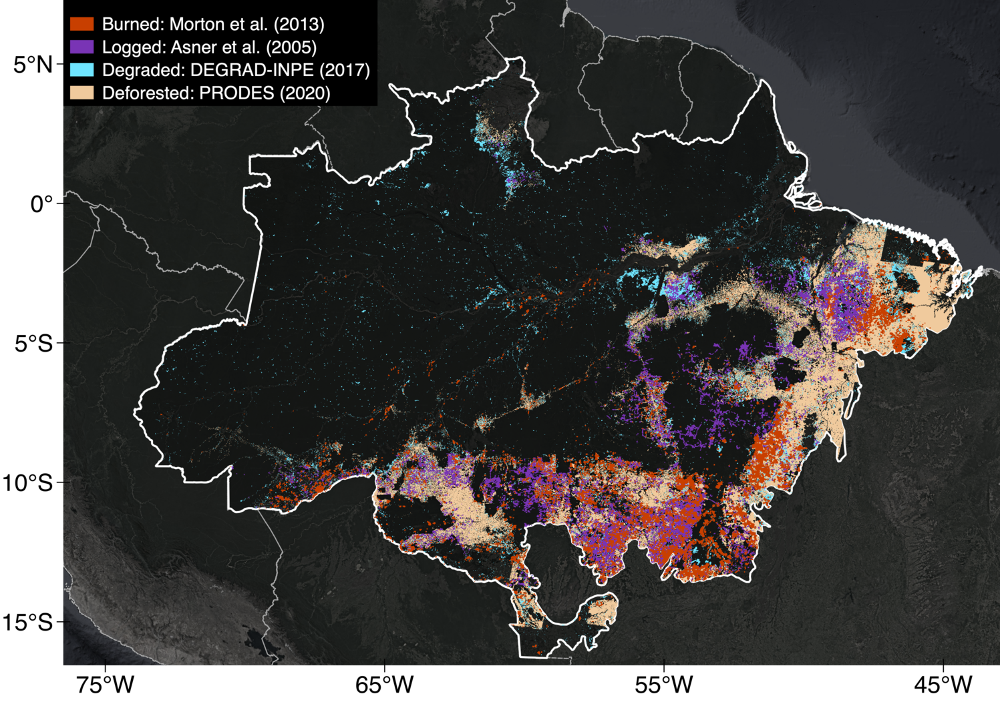 Burned: Morton et al. (2013)
Logged: Asner et al. (2005)
Degraded: DEGRAD-INPE (2017)
Deforested: PRODES (2020)
5°N
0°
5°S
10°S
15°S
75°W
65°W
55°W
45°W